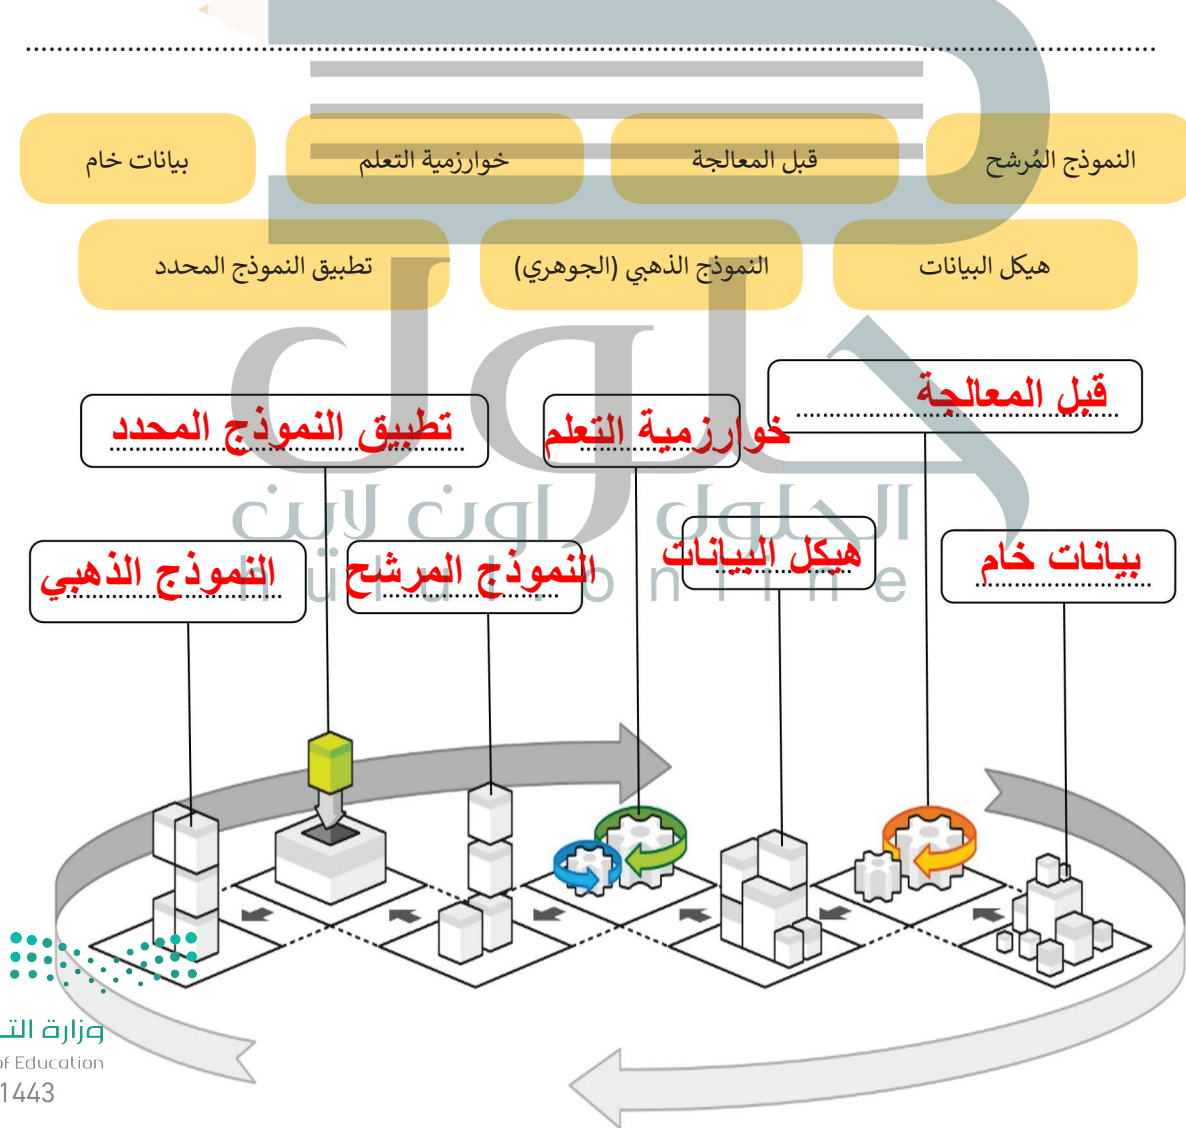 النموذج المُرشح
قبل المعالجة
خوارزمية التعلم
بيانات خام
هيكل البيانات
النموذج الذهبي (الجوهري)
تطبيق النموذج المحدد
قبل المعالجة
خوارزمية التعلم
تطبيق النموذج المحدد
بيانات خام
هيكل البيانات
النموذج المرشح
النموذج الذهبي
حلول
الحلول اون لاين
hulul online
of Education
1443